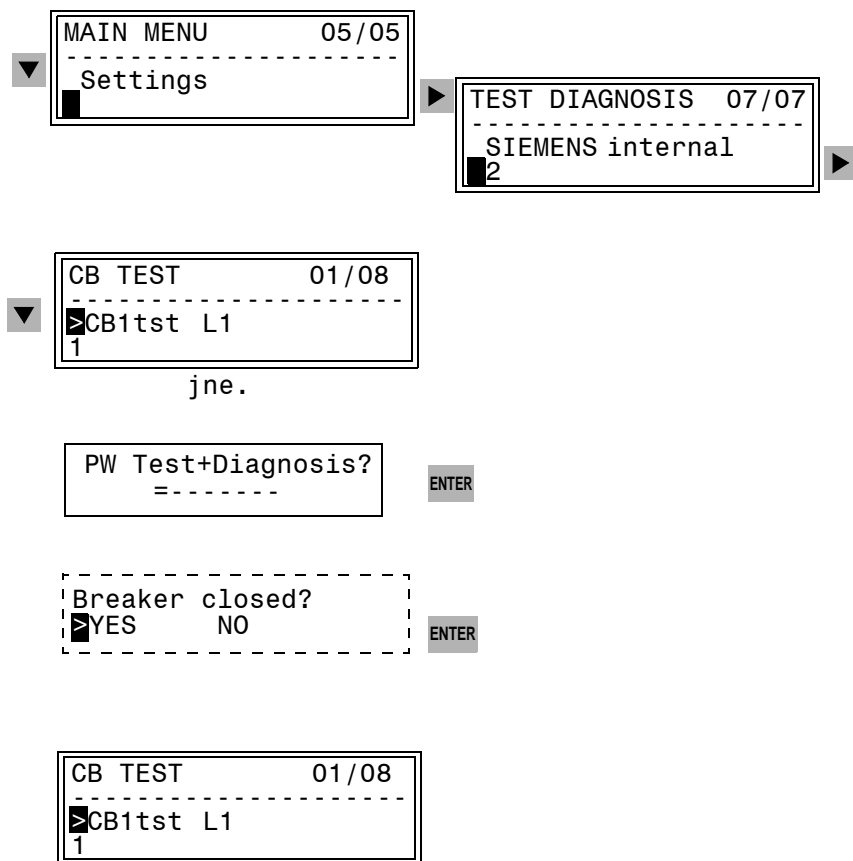 MAIN MENU 05/05
---------------------
Settings
TEST DIAGNOSIS 07/07
---------------------
SIEMENS internal
2
CB TEST 01/08
---------------------
>CB1tst L1
1
jne.
PW Test+Diagnosis?
=-------
ENTER
Breaker closed?
>YES NO
ENTER
CB TEST 01/08
---------------------
>CB1tst L1
1